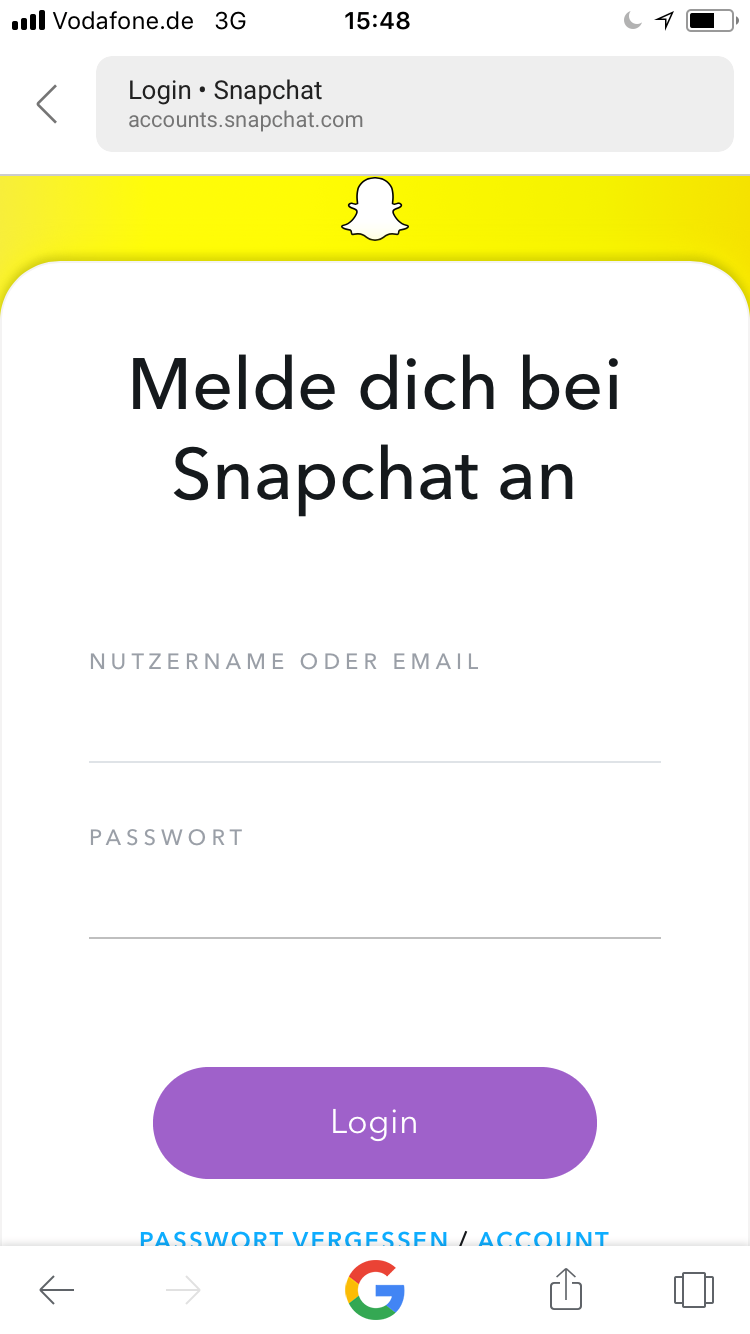 Vodafone.de 3G 15:48
Login • Snapchat
accounts.snapchat.com
Melde dich bei
Snapchat an
NUTZERNAME ODER EMAIL
PASSWORT
Login
PASSWORT VERGESSEN / ACCOUNT